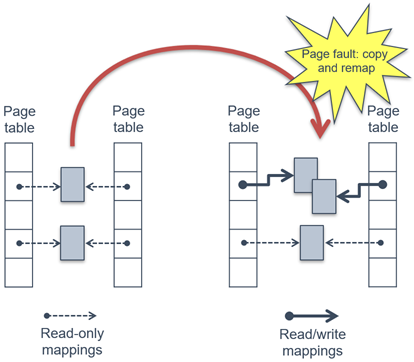 Page fault: copy
and remap
Page
table
Page
table
Page
table
Page
table
Read-only
mappings
Read/write
mappings